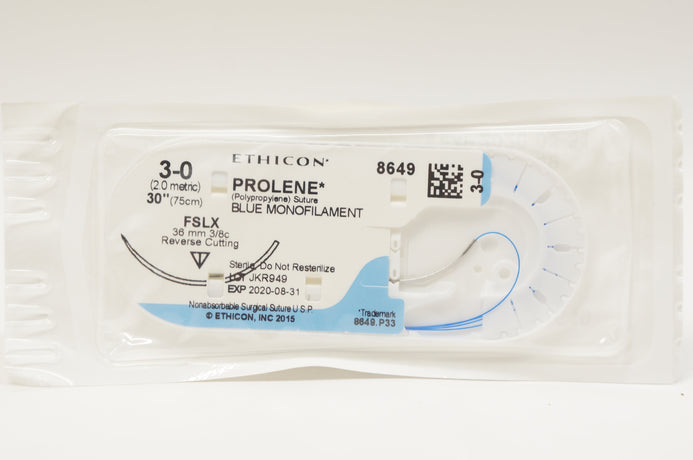 ETHICON*
3-0
(2.0 metric)
30" (75cm)
PROLENE*
(Polypropylene) Suture
BLUE MONOFILAMENT
8649
3-0
FSLX
36 mm 3/8c
Reverse Cutting
Sterile. Do Not Resterilize
LOT JKR949
EXP 2020-08-31
Nonabsorbable Surgical Suture U.S.P.
© ETHICON, INC 2015
*Trademark
8649.P33